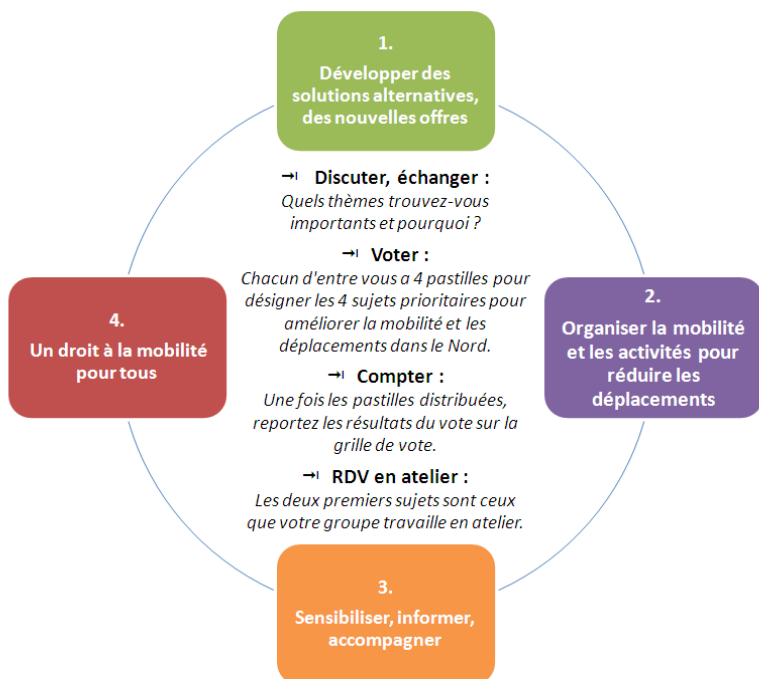 1.
Développer des
solutions alternatives,
des nouvelles offres
→ı Discuter, échanger :
Quels thèmes trouvez-vous
importants et pourquoi ?
→ı Voter :
Chacun d'entre vous a 4 pastilles pour
désigner les 4 sujets prioritaires pour
améliorer la mobilité et les
déplacements dans le Nord.
→ı Compter :
Une fois les pastilles distribuées,
reportez les résultats du vote sur la
grille de vote.
→ı RDV en atelier :
Les deux premiers sujets sont ceux
que votre groupe travaille en atelier.
2.
Organiser la mobilité
et les activités pour
réduire les
déplacements
3.
Sensibiliser, informer,
accompagner
4.
Un droit à la mobilité
pour tous